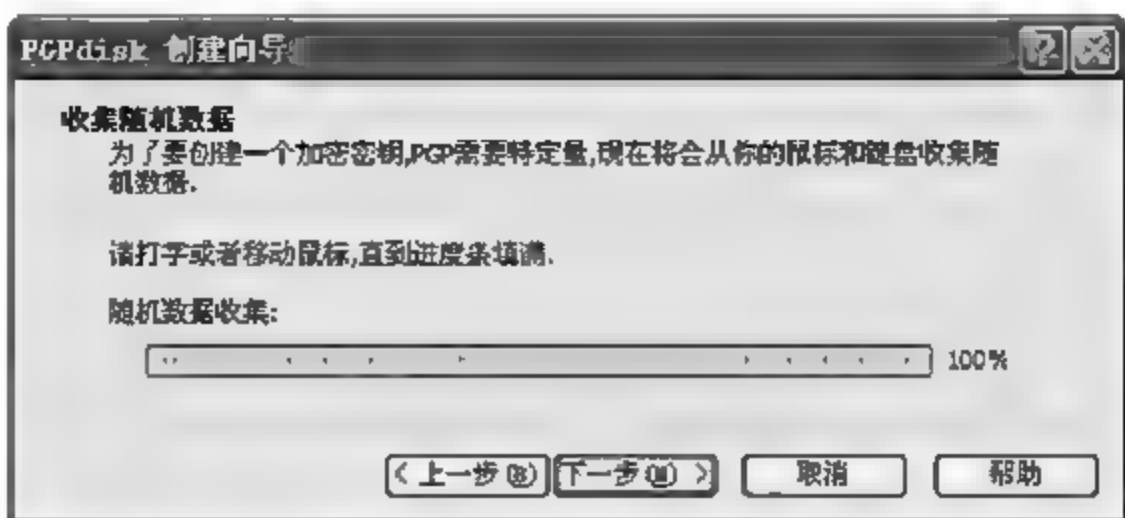 PGPdisk 创建向导
收集随机数据
为了要创建一个加密密钥,PGP需要特定量,现在将会从你的鼠标和键盘收集随
机数据.
请打字或者移动鼠标,直到进度条填满.
随机数据收集:
100%
< 上一步(B) 下一步(N) > 取消 帮助